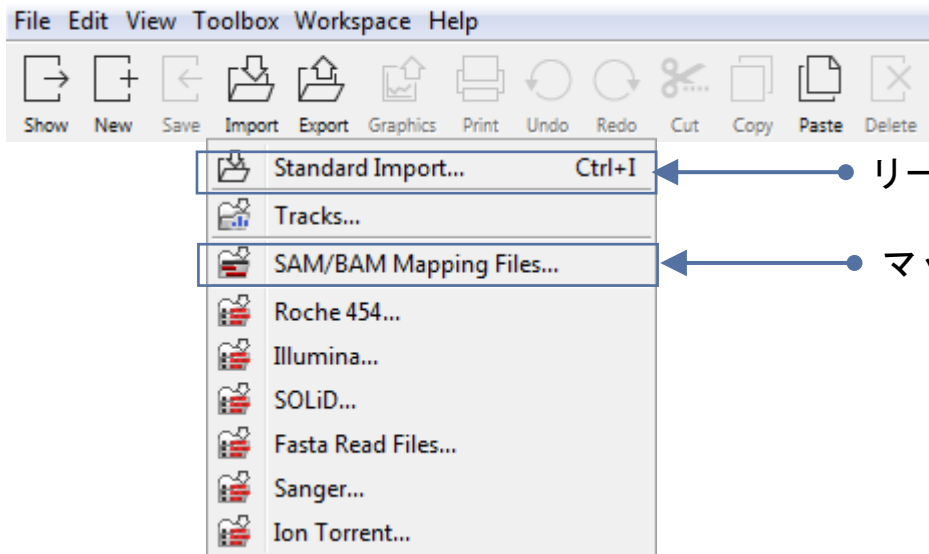 File Edit View Toolbox Workspace Help
Show New Save Import Export Graphics Print Undo Redo Cut Copy Paste Delete
Standard Import... Ctrl+I
リー
Tracks...
SAM/BAM Mapping Files...
マッ
Roche 454...
Illumina...
SOLiD...
Fasta Read Files...
Sanger...
Ion Torrent...